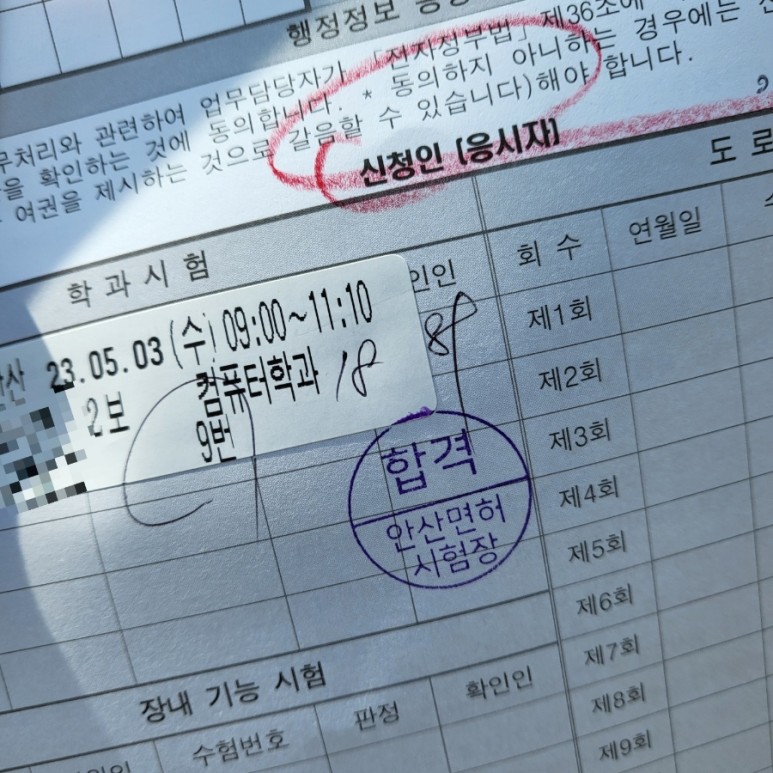 행정정보
무처리와 관련하여 업무담당자가 「전자정부법」 제36조에
확인하는 것에 동의합니다. * 동의하지 아니하는 경우에는
여권을 제시하는 것으로 갈음할 수 있습니다)해야 합니다.
신청인 [응시자]
학 과 시 험
도 로
인인
회 수
연월일
산 23.05.03 (수) 09:00~11:10
2보 컴퓨터학과 18
9번
합격
안산면허
시험장
제1회
제2회
제3회
제4회
제5회
제6회
제7회
제8회
제9회
장내 기능 시험
수험번호
판정
확인인